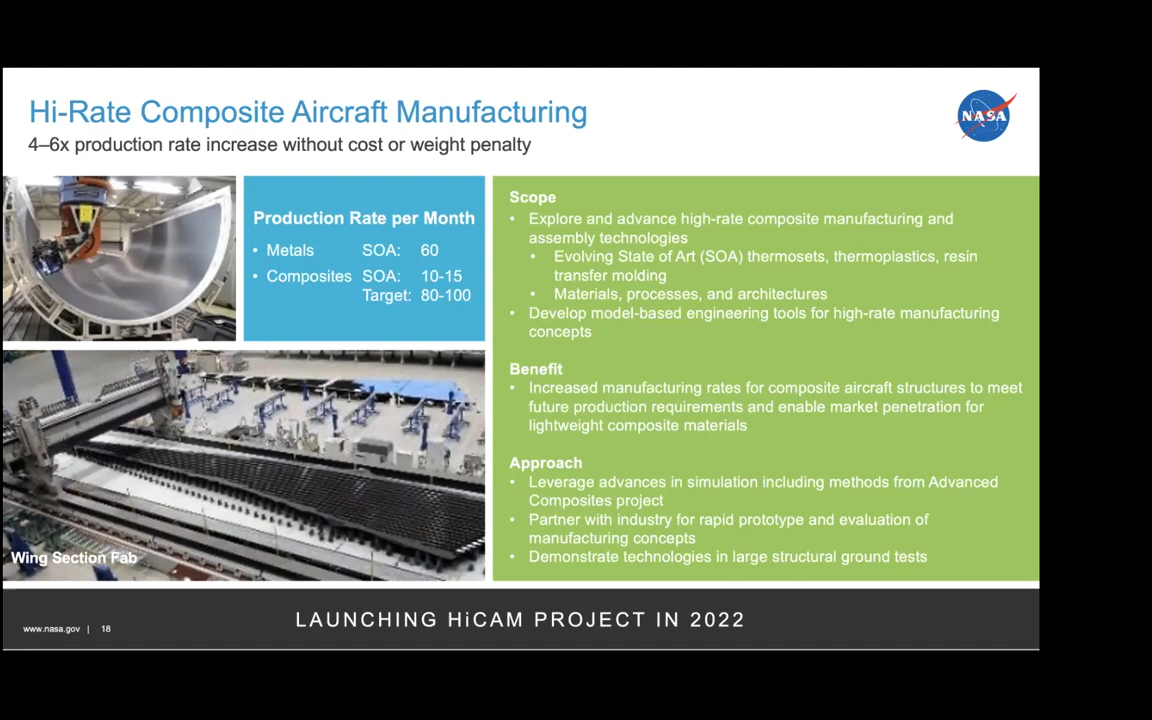 Hi-Rate Composite Aircraft Manufacturing
4–6x production rate increase without cost or weight penalty
NASA
Production Rate per Month
• Metals SOA: 60
• Composites SOA: 10-15
Target: 80-100
Wing Section Fab
Scope
• Explore and advance high-rate composite manufacturing and
assembly technologies
• Evolving State of Art (SOA) thermosets, thermoplastics, resin
transfer molding
• Materials, processes, and architectures
• Develop model-based engineering tools for high-rate manufacturing
concepts
Benefit
• Increased manufacturing rates for composite aircraft structures to meet
future production requirements and enable market penetration for
lightweight composite materials
Approach
• Leverage advances in simulation including methods from Advanced
Composites project
• Partner with industry for rapid prototype and evaluation of
manufacturing concepts
• Demonstrate technologies in large structural ground tests
www.nasa.gov | 18
LAUNCHING HiCAM PROJECT IN 2022